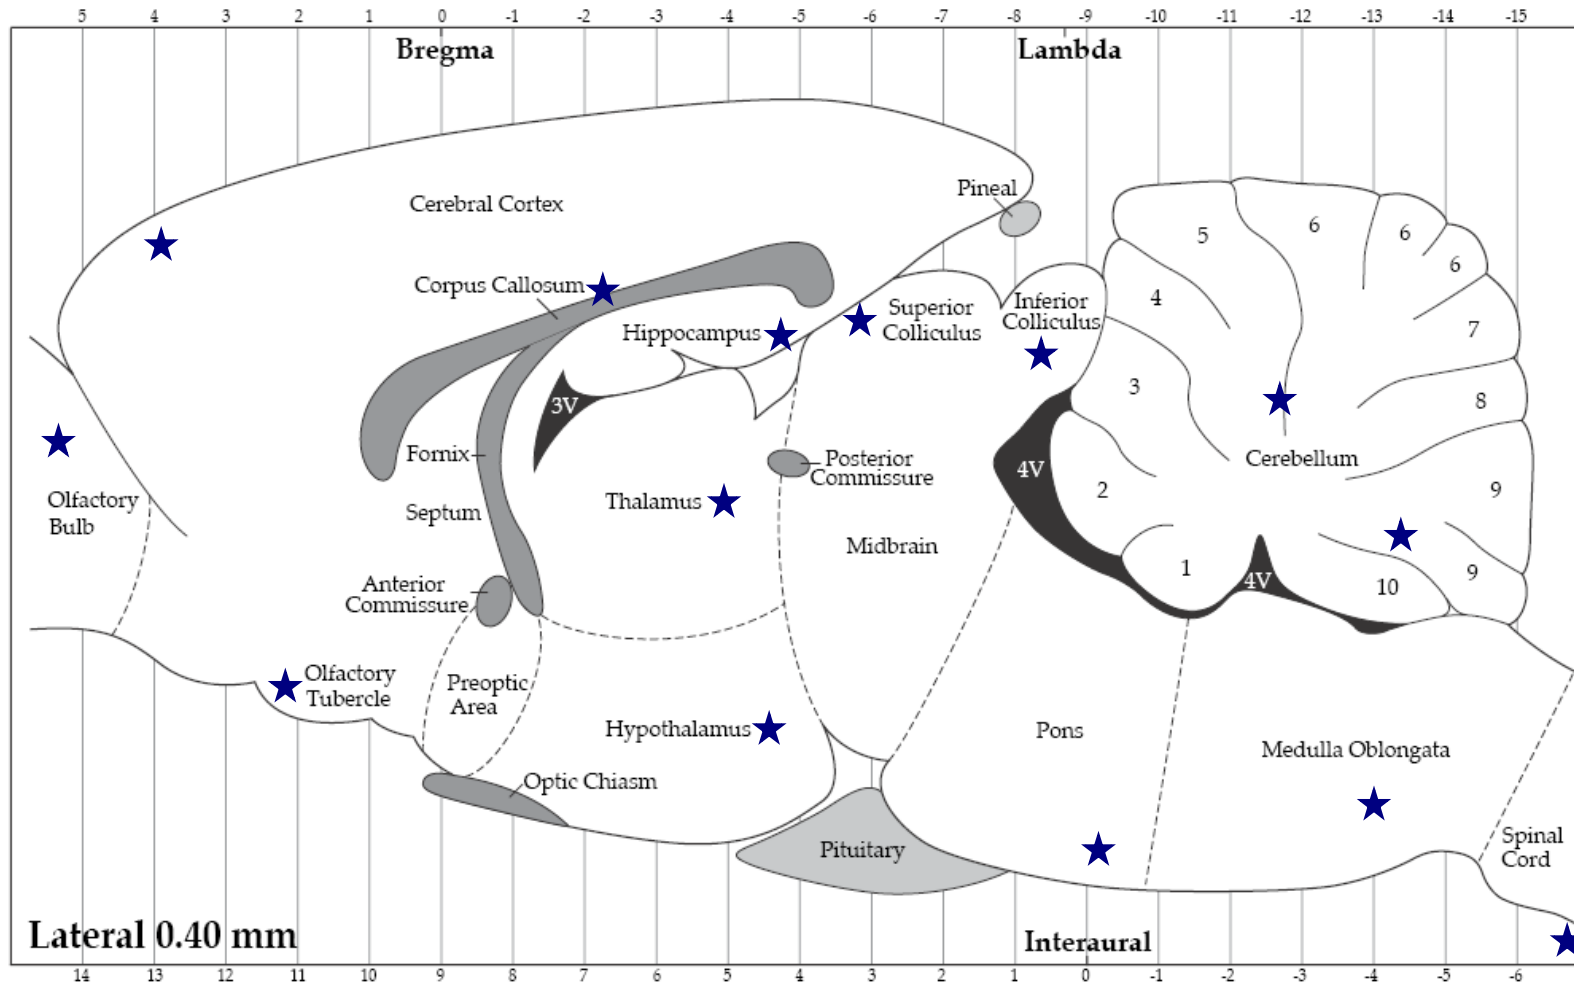 5 4 3 2 1 0 -1 -2 -3 -4 -5 -6 -7 -8 -9 -10 -11 -12 -13 -14 -15
Bregma
Lambda
Pineal
Cerebral Cortex
5
6
6
6
Corpus Callosum
4
Superior
Colliculus
Inferior
Colliculus
Hippocampus
7
3
8
3V
Fornix
Posterior
Commissure
4V
Cerebellum
2
9
Olfactory
Bulb
Septum
Thalamus
Midbrain
Anterior
Commissure
1
4V
10
9
Olfactory
Tubercle
Preoptic
Area
Hypothalamus
Pons
Medulla Oblongata
Optic Chiasm
Pituitary
Spinal
Cord
Lateral 0.40 mm
Interaural
14 13 12 11 10 9 8 7 6 5 4 3 2 1 0 -1 -2 -3 -4 -5 -6